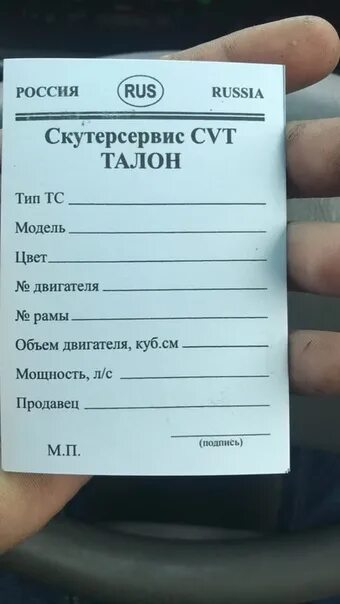 РОССИЯ RUS RUSSIA
Скутерсервис CVT
ТАЛОН
Тип ТС
Модель
Цвет
№ двигателя
№ рамы
Объем двигателя, куб.см
Мощность, л/с
Продавец
(подпись)
М.П.